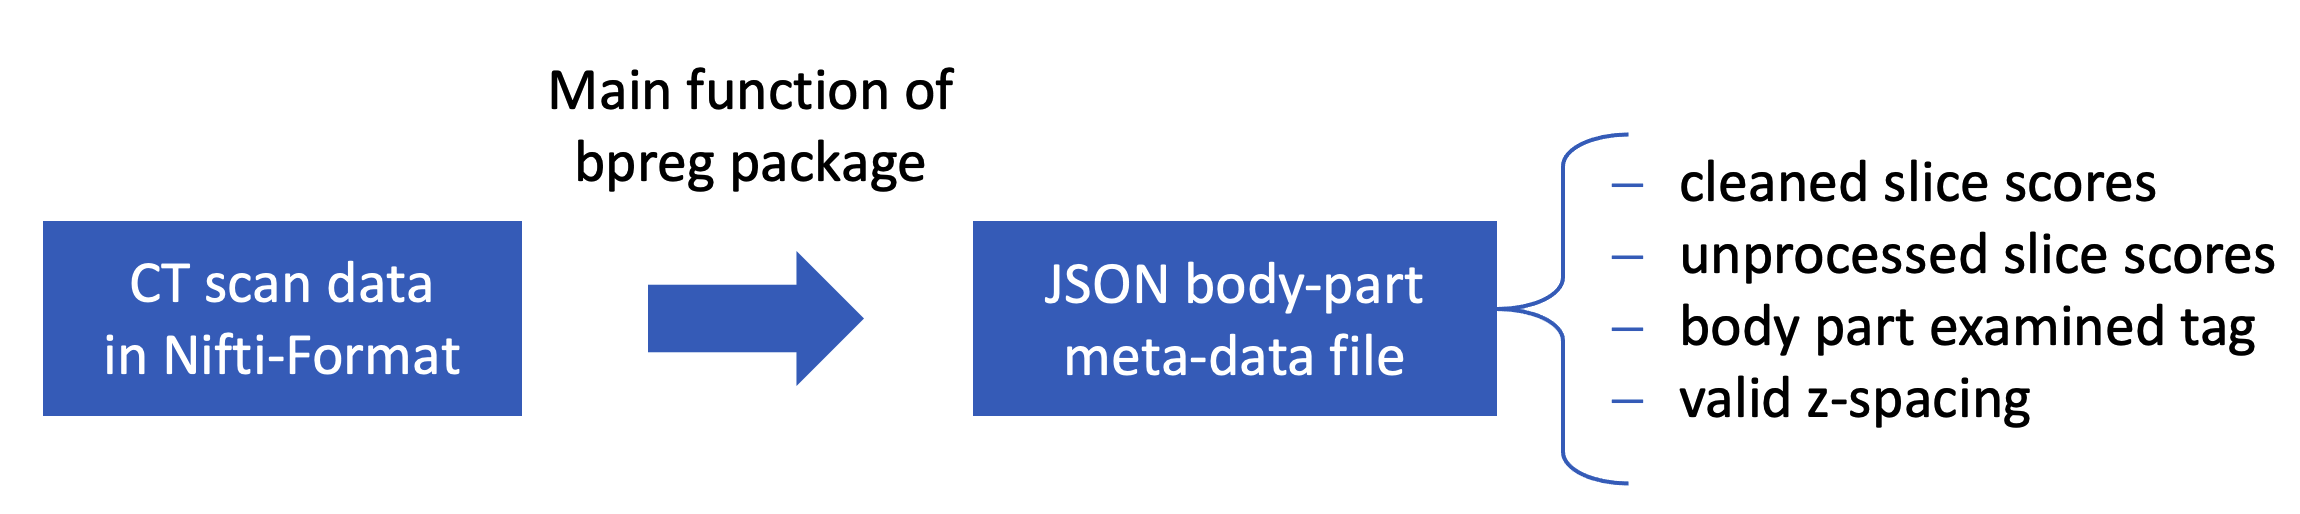 Main function of
bpreg package
CT scan data
in Nifti-Format
JSON body-part
meta-data file
– cleaned slice scores
– unprocessed slice scores
– body part examined tag
– valid z-spacing